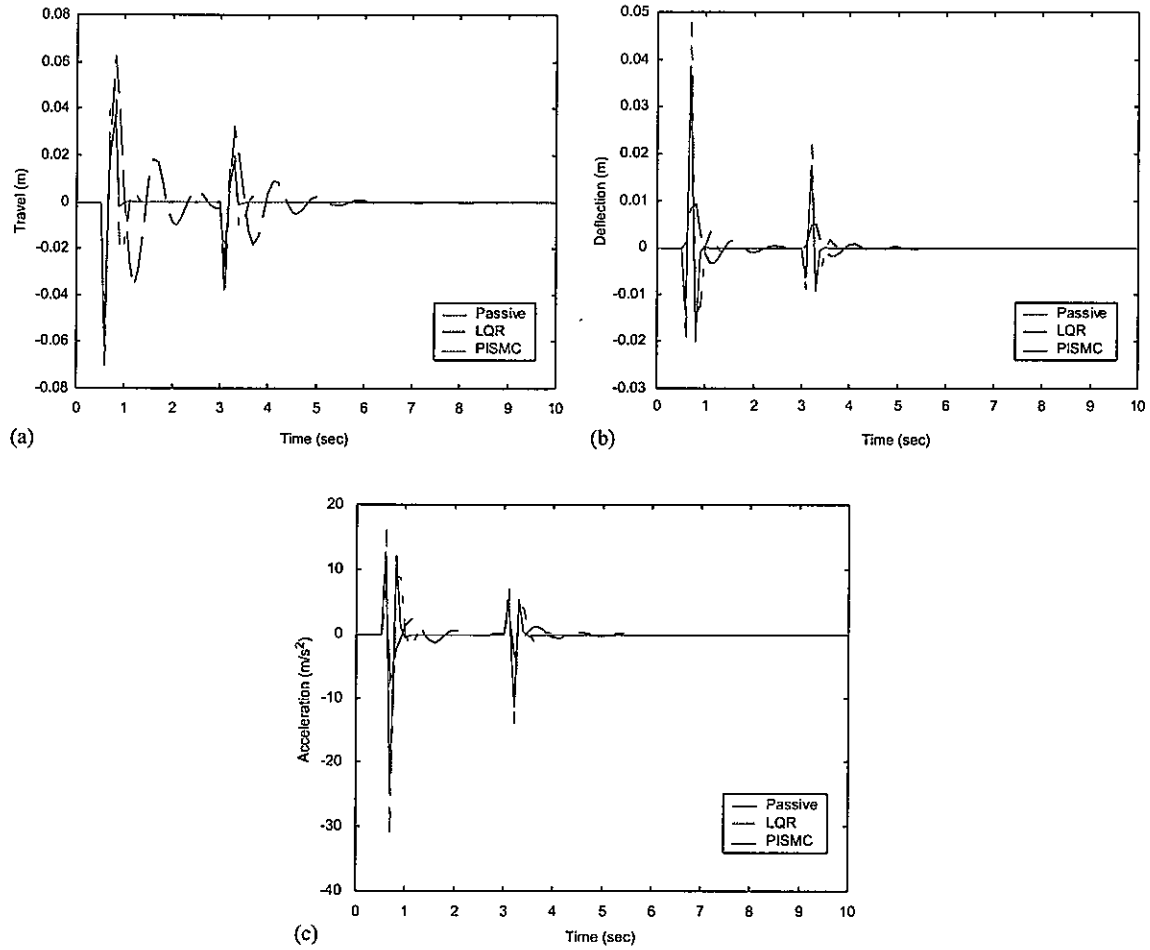 0.08
0.06
0.04
0.02
0
-0.02
-0.04
-0.06
-0.08
Travel (m)
0 1 2 3 4 5 6 7 8 9 10
Time (sec)
Passive
LQR
PISMC
(a)
0.05
0.04
0.03
0.02
0.01
0
-0.01
-0.02
-0.03
Deflection (m)
0 1 2 3 4 5 6 7 8 9 10
Time (sec)
Passive
LQR
PISMC
(b)
20
10
0
-10
-20
-30
-40
Acceleration (m/s²)
0 1 2 3 4 5 6 7 8 9 10
Time (sec)
Passive
LQR
PISMC
(c)